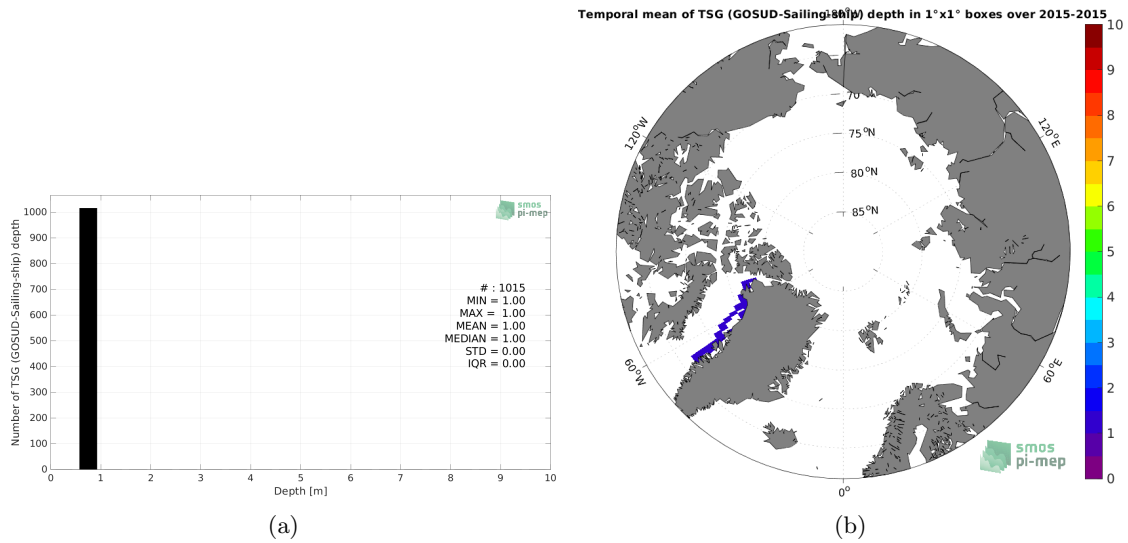 1000
900
800
700
600
500
400
300
200
100
0
Number of TSG (GOSUD-Sailing-ship) depth
smos
pi-mep
# : 1015
MIN = 1.00
MAX = 1.00
MEAN = 1.00
MEDIAN = 1.00
STD = 0.00
IQR = 0.00
0 1 2 3 4 5 6 7 8 9 10
Depth [m]
(a)
Temporal mean of TSG (GOSUD-Sailing-ship) depth in 1°x1° boxes over 2015-2015
180°W
120°W
120°E
70
75°N
80°N
85°N
60°W
60°E
0°
smos
pi-mep
10
9
8
7
6
5
4
3
2
1
0
(b)